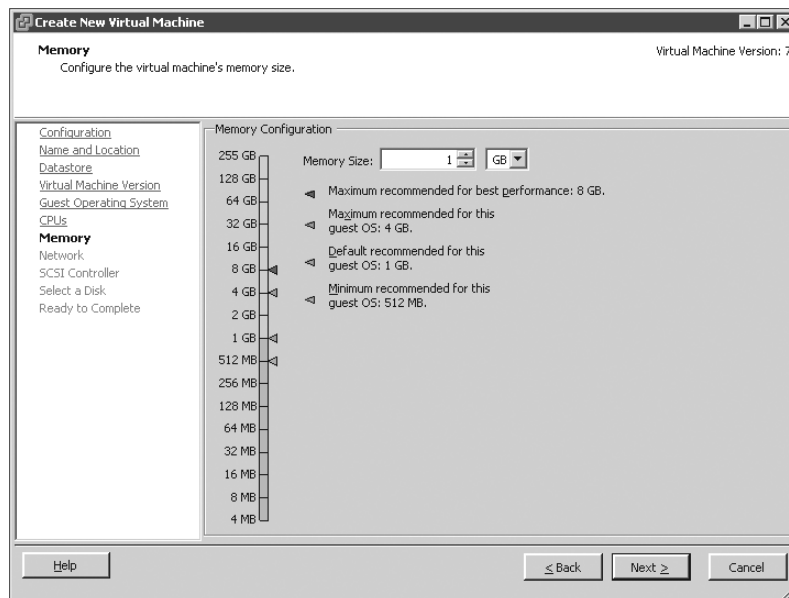 Create New Virtual Machine
Memory
Configure the virtual machine's memory size.
Virtual Machine Version: 7
Configuration
Name and Location
Datastore
Virtual Machine Version
Guest Operating System
CPUs
Memory
Network
SCSI Controller
Select a Disk
Ready to Complete
Memory Configuration
255 GB
128 GB
64 GB
32 GB
16 GB
8 GB
4 GB
2 GB
1 GB
512 MB
256 MB
128 MB
64 MB
32 MB
16 MB
8 MB
4 MB
Memory Size: 1 GB
Maximum recommended for best performance: 8 GB.
Maximum recommended for this
guest OS: 4 GB.
Default recommended for this
guest OS: 1 GB.
Minimum recommended for this
guest OS: 512 MB.
Help
< Back
Next >
Cancel